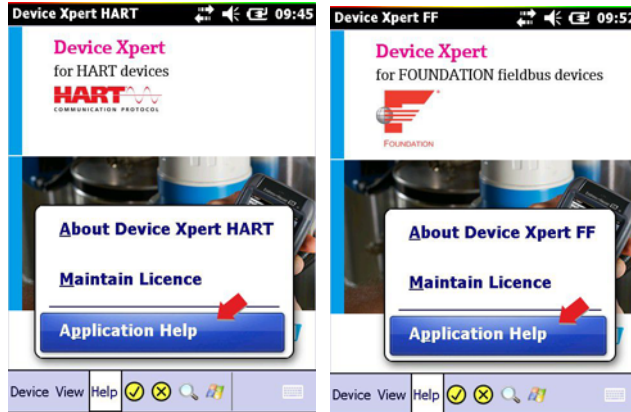 Device Xpert HART 09:45
Device Xpert
for HART devices
HART
COMMUNICATION PROTOCOL
About Device Xpert HART
Maintain Licence
Application Help
Device View Help
Device Xpert FF 09:52
Device Xpert
for FOUNDATION fieldbus devices
FOUNDATION
About Device Xpert FF
Maintain Licence
Application Help
Device View Help